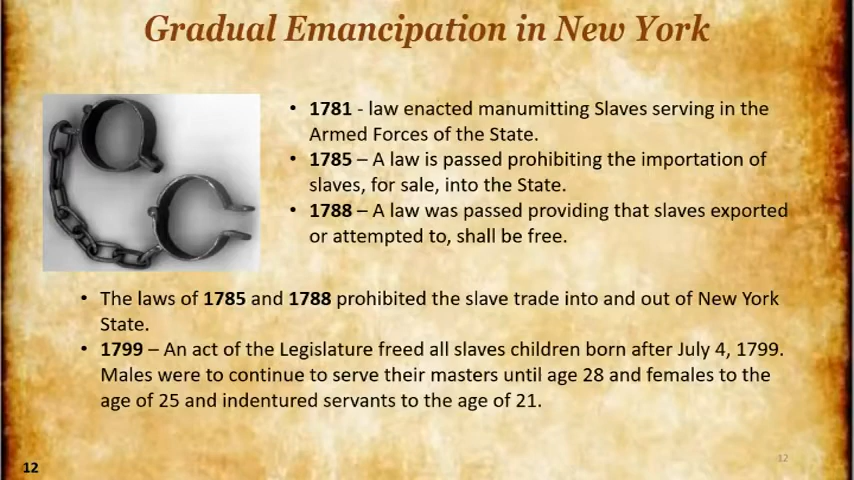 Gradual Emancipation in New York
• 1781 - law enacted manumitting Slaves serving in the
Armed Forces of the State.
• 1785 – A law is passed prohibiting the importation of
slaves, for sale, into the State.
• 1788 – A law was passed providing that slaves exported
or attempted to, shall be free.
• The laws of 1785 and 1788 prohibited the slave trade into and out of New York
State.
• 1799 – An act of the Legislature freed all slaves children born after July 4, 1799.
Males were to continue to serve their masters until age 28 and females to the
age of 25 and indentured servants to the age of 21.
12
12